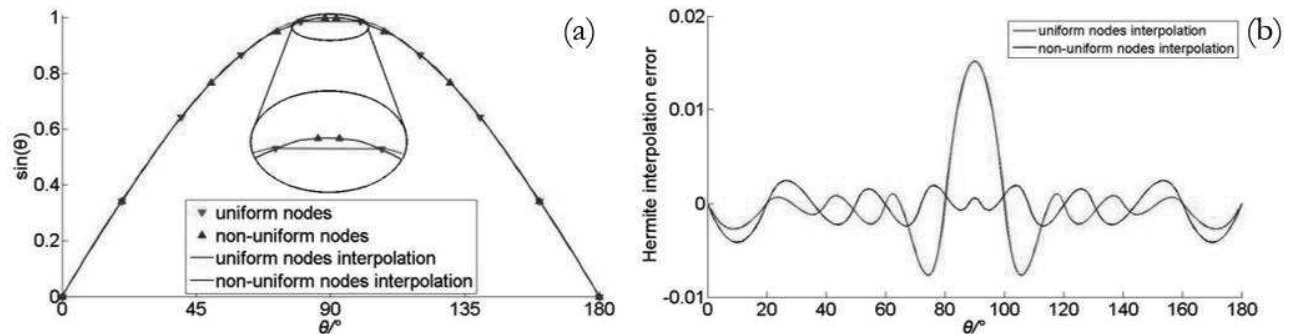 (a)
1
0.8
0.6
0.4
0.2
0
sin(θ)
uniform nodes
non-uniform nodes
uniform nodes interpolation
non-uniform nodes interpolation
0 45 90 135 180
θ/°
(b)
0.02
0.01
0
-0.01
Hermite interpolation error
uniform nodes interpolation
non-uniform nodes interpolation
0 20 40 60 80 100 120 140 160 180
θ/°